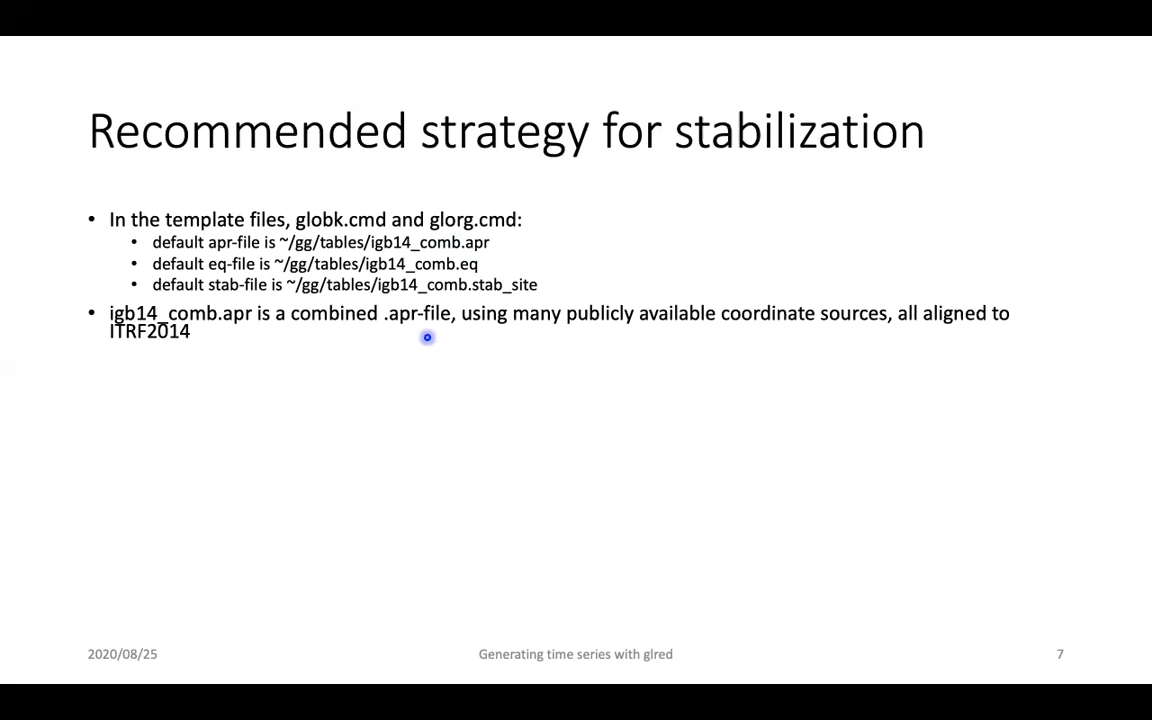 Recommended strategy for stabilization
• In the template files, globk.cmd and glorg.cmd:
• default apr-file is ~/gg/tables/igb14_comb.apr
• default eq-file is ~/gg/tables/igb14_comb.eq
• default stab-file is ~/gg/tables/igb14_comb.stab_site
• igb14_comb.apr is a combined .apr-file, using many publicly available coordinate sources, all aligned to
ITRF2014
2020/08/25
Generating time series with glred
7